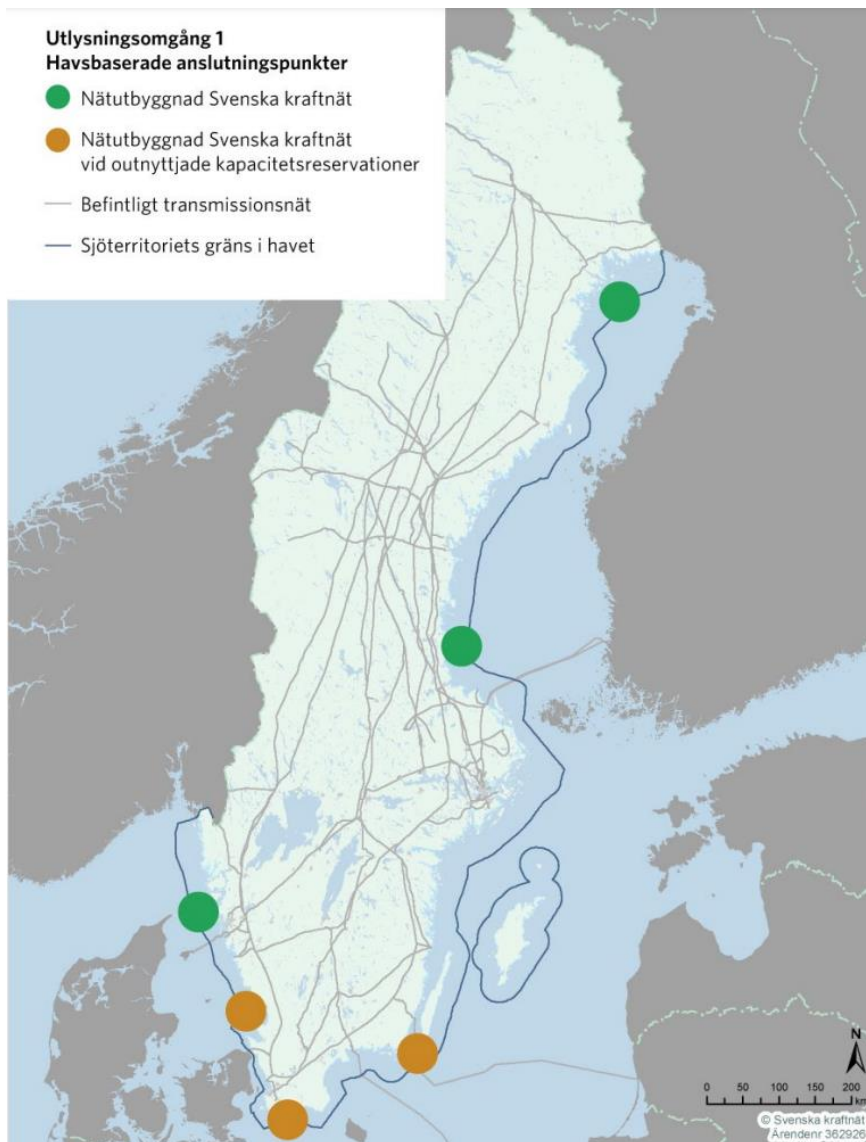 Utlysningsomgång 1
Havsbaserade anslutningspunkter
Nätutbyggnad Svenska kraftnät
Nätutbyggnad Svenska kraftnät
vid outnyttjade kapacitetsreservationer
Befintligt transmissionsnät
Sjöterritoriets gräns i havet
N
0 50 100 150 200
km
© Svenska kraftnät
Ärendenr 362926